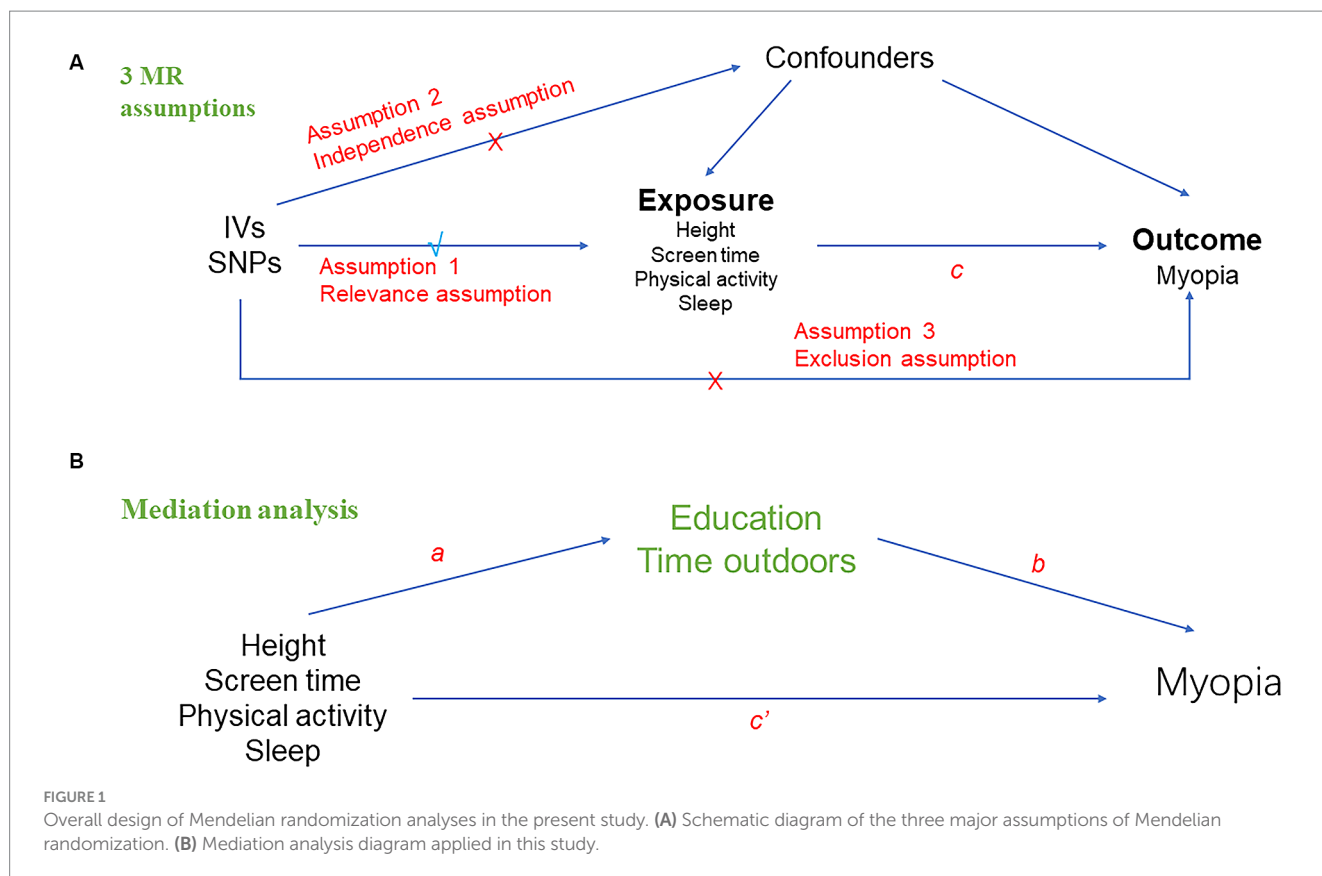 A
3 MR
assumptions
Confounders
Assumption 2
Independence assumption
X
IVs
SNPs
√
Assumption 1
Relevance assumption
Exposure
Height
Screen time
Physical activity
Sleep
c
Outcome
Myopia
Assumption 3
Exclusion assumption
X
B
Mediation analysis
Education
Time outdoors
a
b
Height
Screen time
Physical activity
Sleep
c’
Myopia
FIGURE 1
Overall design of Mendelian randomization analyses in the present study. (A) Schematic diagram of the three major assumptions of Mendelian
randomization. (B) Mediation analysis diagram applied in this study.